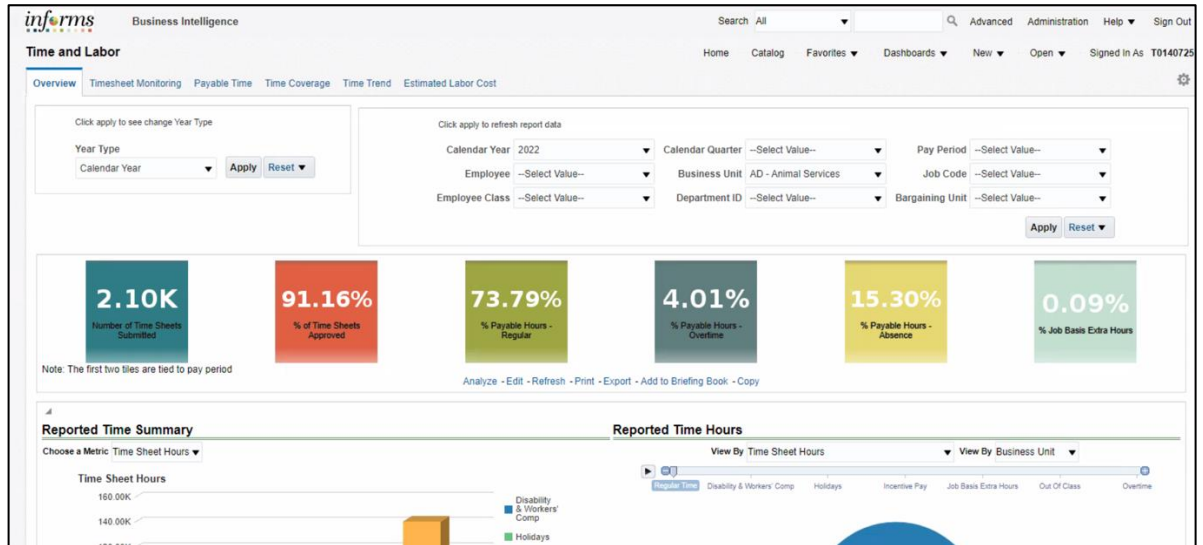 informs Business Intelligence Search All Advanced Administration Help Sign Out
Time and Labor Home Catalog Favorites Dashboards New Open Signed In As T0140725
Overview Timesheet Monitoring Payable Time Time Coverage Time Trend Estimated Labor Cost
Click apply to see change Year Type
Year Type
Calendar Year Apply Reset
Click apply to refresh report data
Calendar Year 2022 Calendar Quarter --Select Value-- Pay Period --Select Value--
Employee --Select Value-- Business Unit AD - Animal Services Job Code --Select Value--
Employee Class --Select Value-- Department ID --Select Value-- Bargaining Unit --Select Value--
Apply Reset
2.10K
Number of Time Sheets
Submitted
91.16%
% of Time Sheets
Approved
73.79%
% Payable Hours -
Regular
4.01%
% Payable Hours -
Overtime
15.30%
% Payable Hours -
Absence
0.09%
% Job Basis Extra Hours
Note: The first two tiles are tied to pay period
Analyze - Edit - Refresh - Print - Export - Add to Briefing Book - Copy
Reported Time Summary
Choose a Metric Time Sheet Hours
Time Sheet Hours
160.00K
140.00K
Disability
& Workers'
Comp
Holidays
Reported Time Hours
View By Time Sheet Hours View By Business Unit
Regular Time Disability & Workers' Comp Holidays Incentive Pay Job Basis Extra Hours Out Of Class Overtime